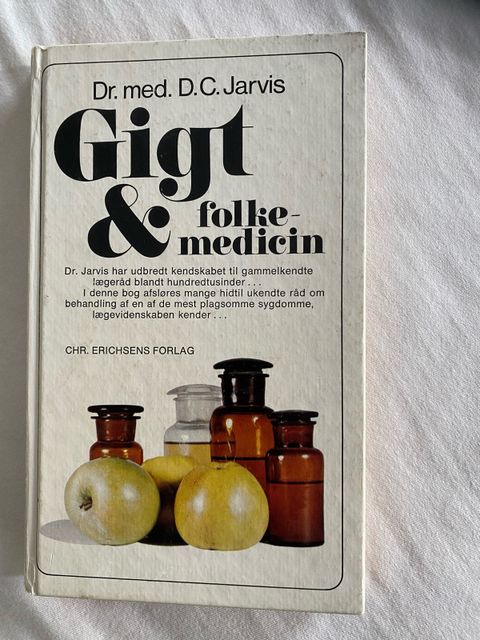 Dr. med. D.C. Jarvis
Gigt
& folke-
medicin
Dr. Jarvis har udbredt kendskabet til gammelkendte
lægeråd blandt hundredtusinder . . .
I denne bog afsløres mange hidtil ukendte råd om
behandling af en af de mest plagsomme sygdomme,
lægevidenskaben kender . . .
CHR. ERICHSENS FORLAG